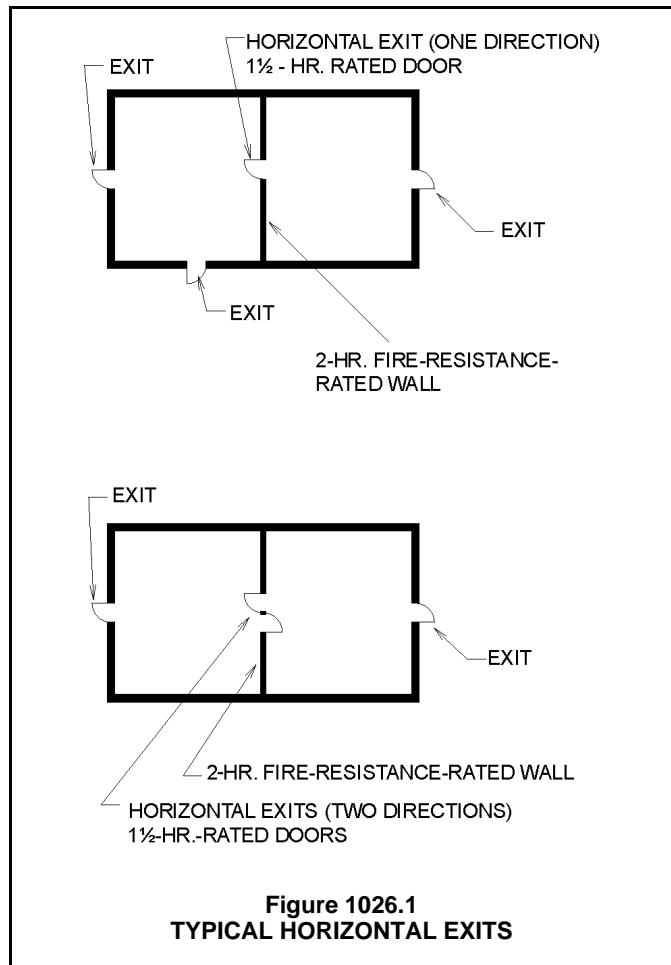 HORIZONTAL EXIT (ONE DIRECTION)
1½ - HR. RATED DOOR
EXIT
EXIT
EXIT
2-HR. FIRE-RESISTANCE-
RATED WALL
EXIT
EXIT
2-HR. FIRE-RESISTANCE-RATED WALL
HORIZONTAL EXITS (TWO DIRECTIONS)
1½-HR.-RATED DOORS
Figure 1026.1
TYPICAL HORIZONTAL EXITS